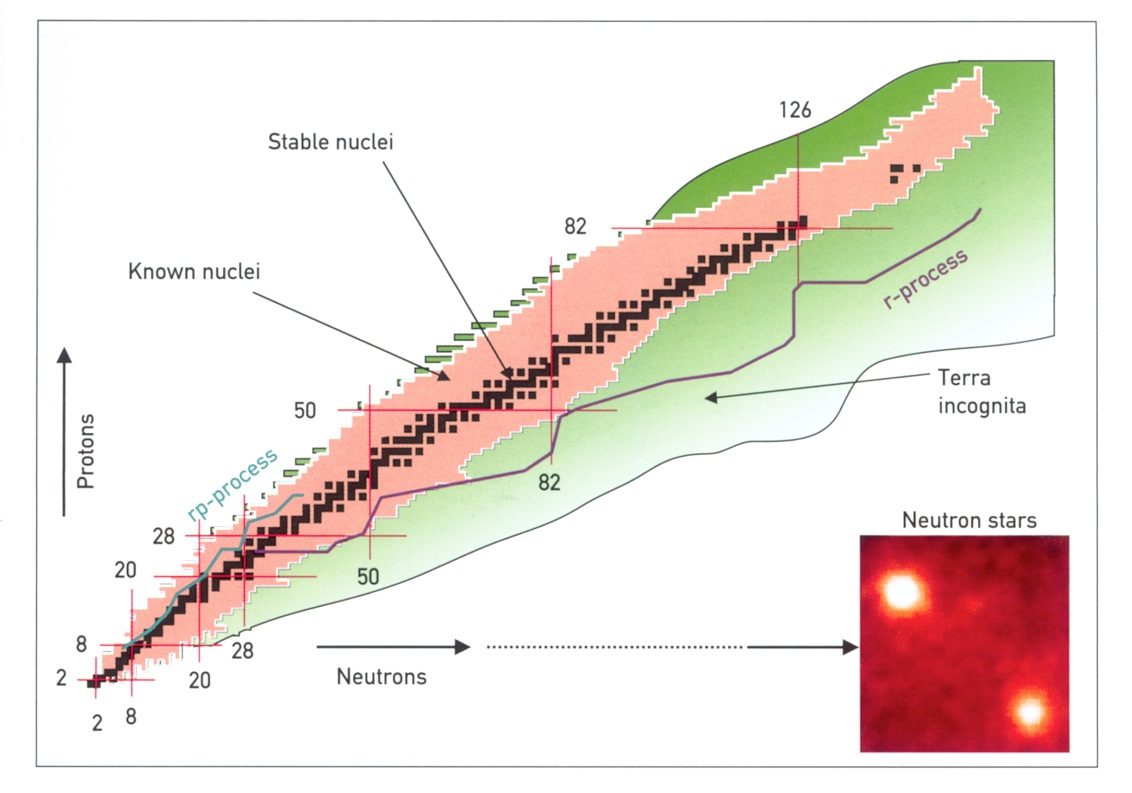 126
Stable nuclei
82
Known nuclei
r-process
Terra
incognita
50
Protons
rp-process
82
Neutron stars
28
20
50
8
28
2
20
Neutrons
2
8